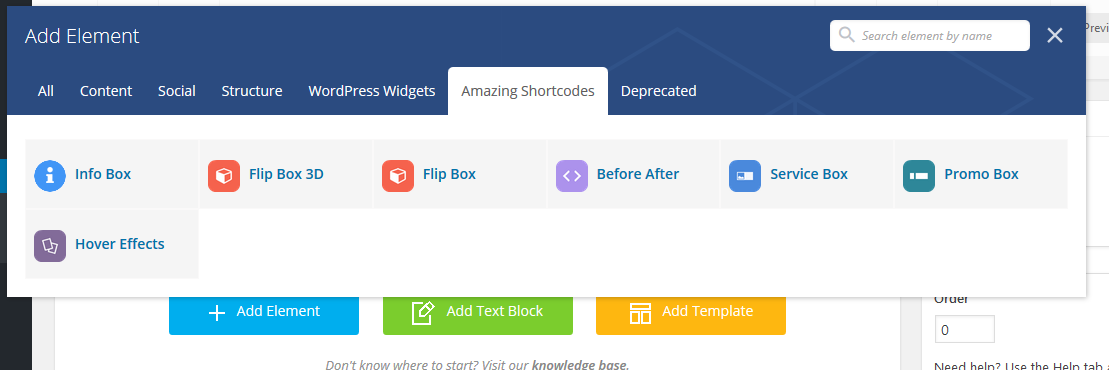 Add Element
Search element by name
Previ
All Content Social Structure WordPress Widgets Amazing Shortcodes Deprecated
Info Box Flip Box 3D Flip Box Before After Service Box Promo Box
Hover Effects
Order
Add Element Add Text Block Add Template
0
Don't know where to start? Visit our knowledge base.
Need help? Use the Help tab a